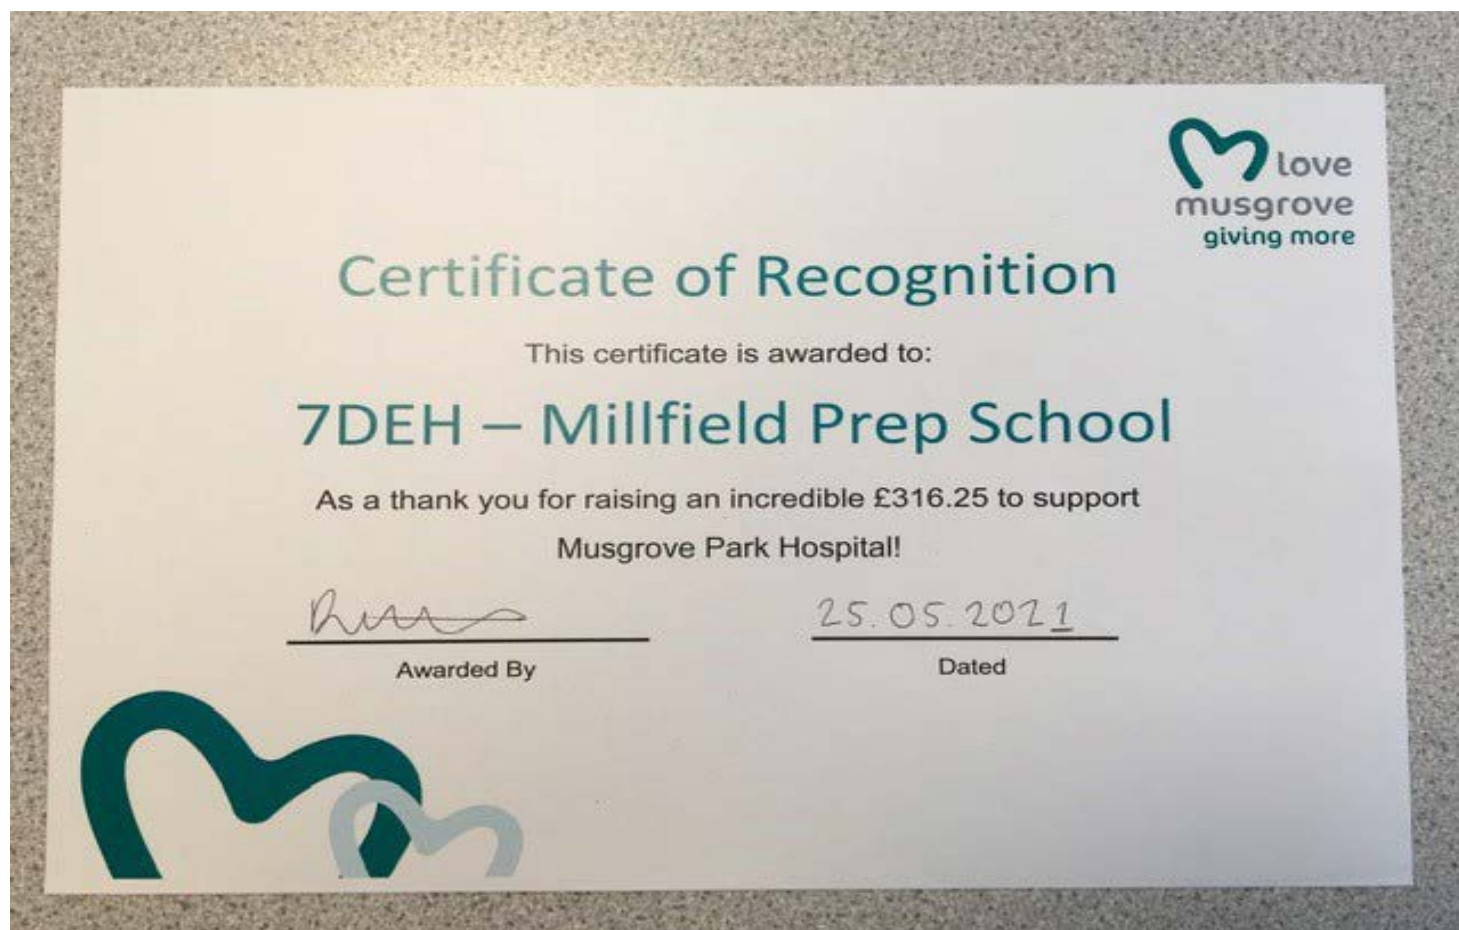 love
musgrove
giving more
Certificate of Recognition
This certificate is awarded to:
7DEH – Millfield Prep School
As a thank you for raising an incredible £316.25 to support
Musgrove Park Hospital!
25.05.2021
Awarded By
Dated